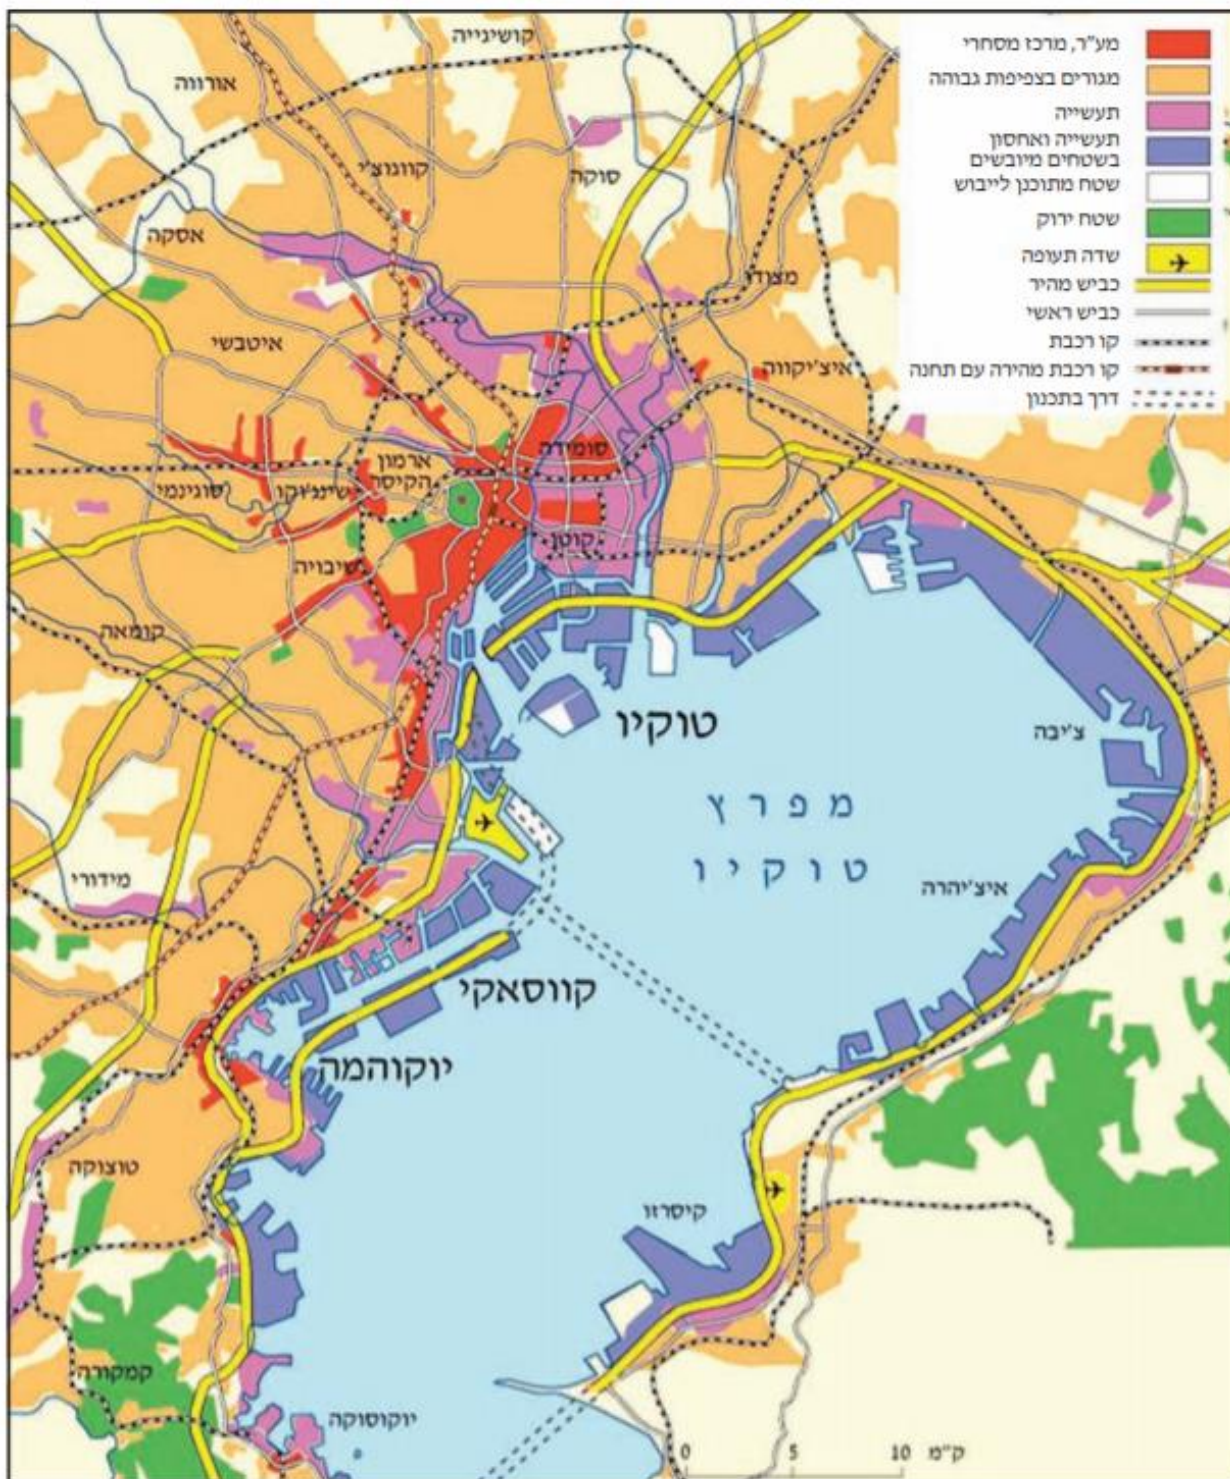 מע"ר, מרכז מסחרי
מגורים בצפיפות גבוהה
תעשייה
תעשייה ואחסון
בשטחים מיובשים
שטח מתוכנן לייבוש
שטח ירוק
שדה תעופה
כביש מהיר
כביש ראשי
קו רכבת
קו רכבת מהירה עם תחנה
דרך בתכנון
קושיגייה
אורווה
קווגוצ'י
סוקה
אסקה
מצודו
איטבשי
איצ'יקווה
סומידה
ארמון
הקיסר
שינג'וקו
סוגינמי
קוטן
שיבויה
קומאה
טוקיו
צ'יבה
מפרץ
טוקיו
מידורי
איצ'יהרה
קווסאקי
יוקוהמה
טוצוקה
קיסרזו
קמקורה
יוקוסוקה
0 5 10 ק"מ